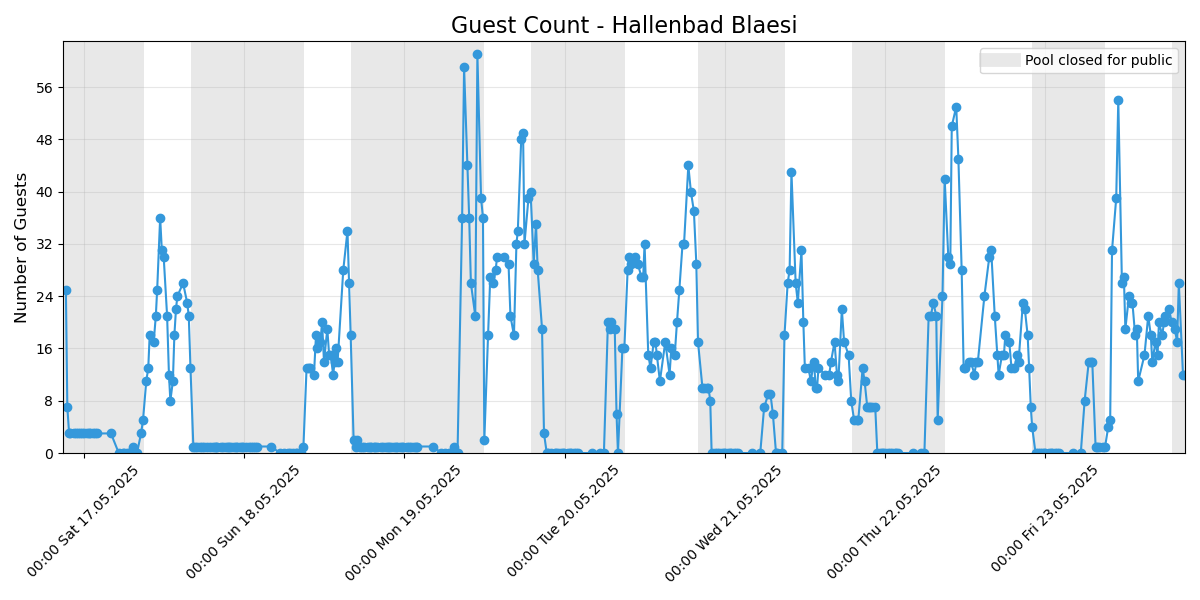 Guest Count - Hallenbad Blaesi
Pool closed for public
Number of Guests
56
48
40
32
24
16
8
0
00:00 Sat 17.05.2025
00:00 Sun 18.05.2025
00:00 Mon 19.05.2025
00:00 Tue 20.05.2025
00:00 Wed 21.05.2025
00:00 Thu 22.05.2025
00:00 Fri 23.05.2025